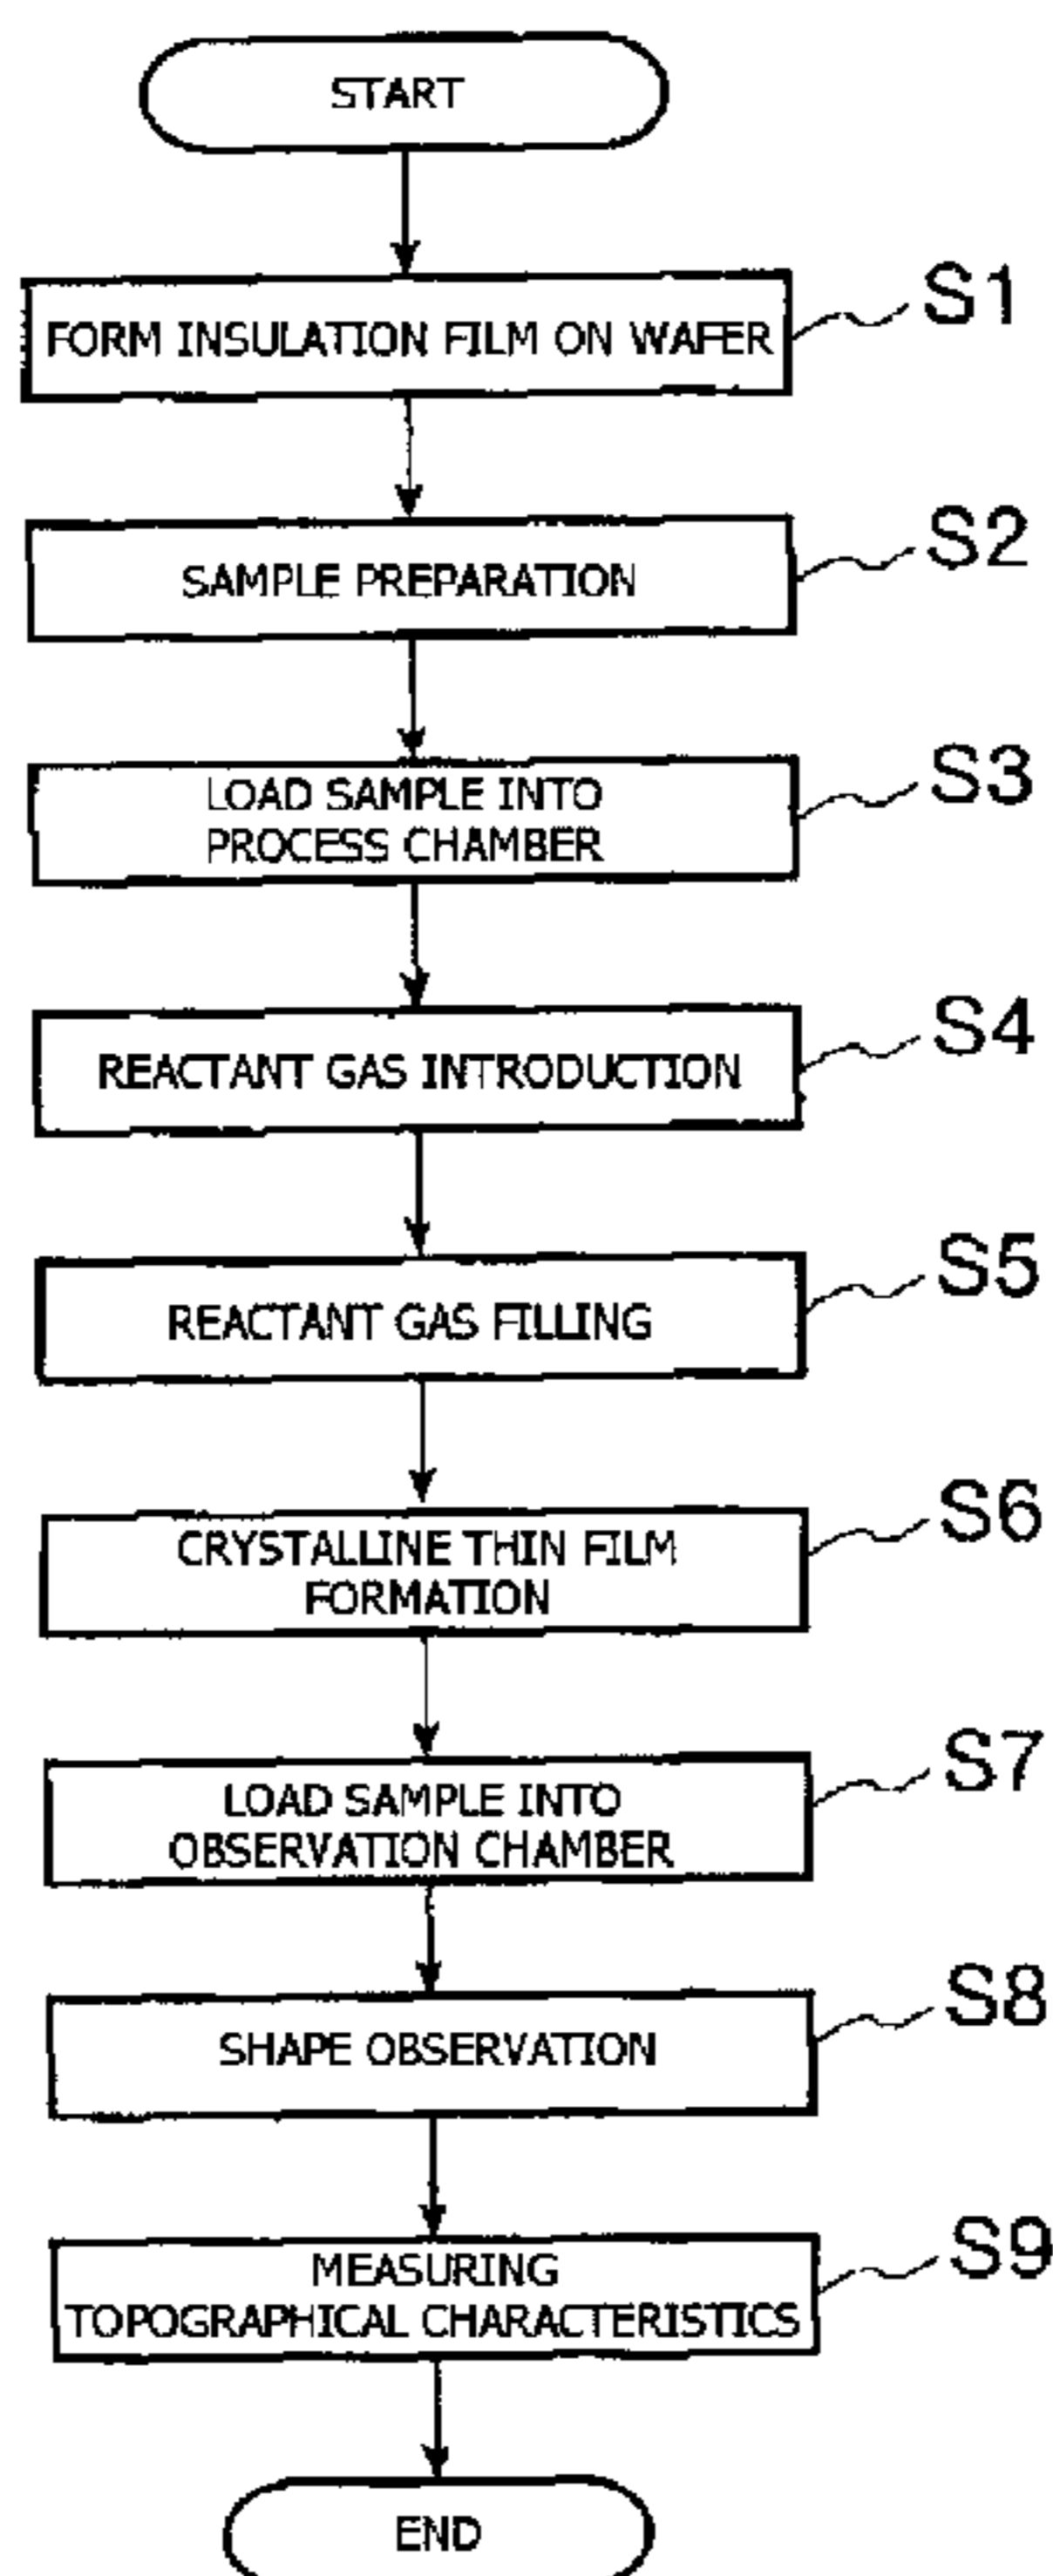 START
FORM INSULATION FILM ON WAFER
S1
SAMPLE PREPARATION
S2
LOAD SAMPLE INTO
PROCESS CHAMBER
S3
REACTANT GAS INTRODUCTION
S4
REACTANT GAS FILLING
S5
CRYSTALLINE THIN FILM
FORMATION
S6
LOAD SAMPLE INTO
OBSERVATION CHAMBER
S7
SHAPE OBSERVATION
S8
MEASURING
TOPOGRAPHICAL CHARACTERISTICS
S9
END